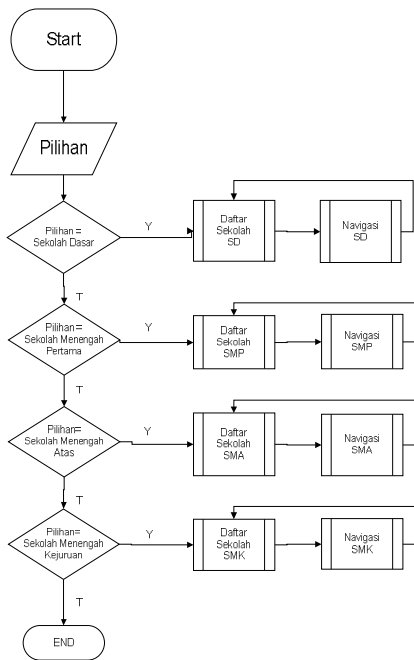 Start
Pilihan
Pilihan =
Sekolah Dasar
Y
Daftar
Sekolah
SD
Navigasi
SD
T
Pilihan=
Sekolah Menengah
Pertama
Y
Daftar
Sekolah
SMP
Navigasi
SMP
T
Pilihan=
Sekolah Menengah
Atas
Y
Daftar
Sekolah
SMA
Navigasi
SMA
T
Pilihan=
Sekolah Menengah
Kejuruan
Y
Daftar
Sekolah
SMK
Navigasi
SMK
T
END